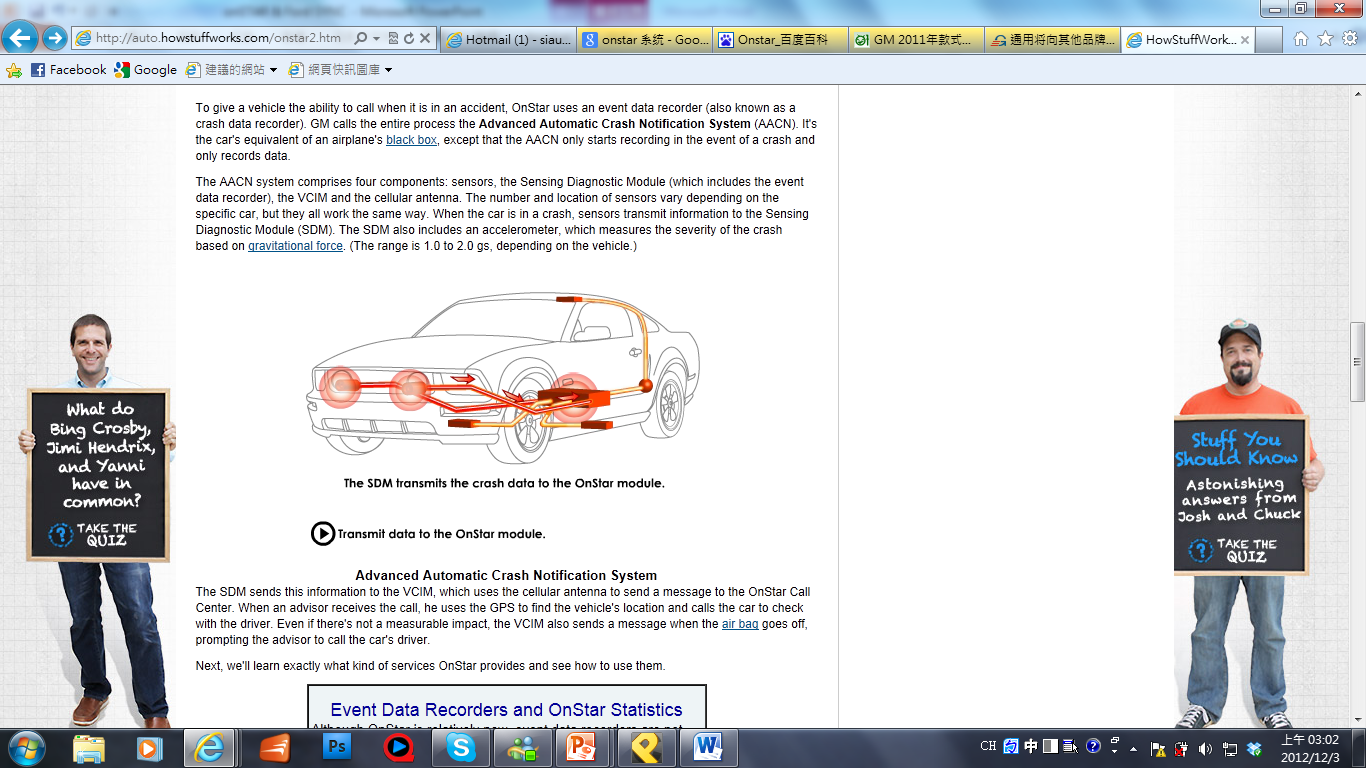 onSTAR & Ford SYNC - Microsoft PowerPoint
http://auto.howstuffworks.com/onstar2.htm
Hotmail (1) - siau...
onstar 系統 - Goo...
Onstar_百度百科
GM 2011年款式...
通用将向其他品牌...
HowStuffWork...
Facebook
Google
建議的網站
網頁快訊圖庫
To give a vehicle the ability to call when it is in an accident, OnStar uses an event data recorder (also known as a
crash data recorder). GM calls the entire process the Advanced Automatic Crash Notification System (AACN). It's
the car's equivalent of an airplane's black box, except that the AACN only starts recording in the event of a crash and
only records data.
The AACN system comprises four components: sensors, the Sensing Diagnostic Module (which includes the event
data recorder), the VCIM and the cellular antenna. The number and location of sensors vary depending on the
specific car, but they all work the same way. When the car is in a crash, sensors transmit information to the Sensing
Diagnostic Module (SDM). The SDM also includes an accelerometer, which measures the severity of the crash
based on gravitational force. (The range is 1.0 to 2.0 gs, depending on the vehicle.)
The SDM transmits the crash data to the OnStar module.
Transmit data to the OnStar module.
Advanced Automatic Crash Notification System
The SDM sends this information to the VCIM, which uses the cellular antenna to send a message to the OnStar Call
Center. When an advisor receives the call, he uses the GPS to find the vehicle's location and calls the car to check
with the driver. Even if there's not a measurable impact, the VCIM also sends a message when the air bag goes off,
prompting the advisor to call the car's driver.
Next, we'll learn exactly what kind of services OnStar provides and see how to use them.
Event Data Recorders and OnStar Statistics
What do
Bing Crosby,
Jimi Hendrix,
and Yanni
have in
common?
TAKE THE
QUIZ
Stuff You
Should Know
Astonishing
answers from
Josh and Chuck
TAKE THE
QUIZ
Ps
CH
中
上午 03:02
2012/12/3